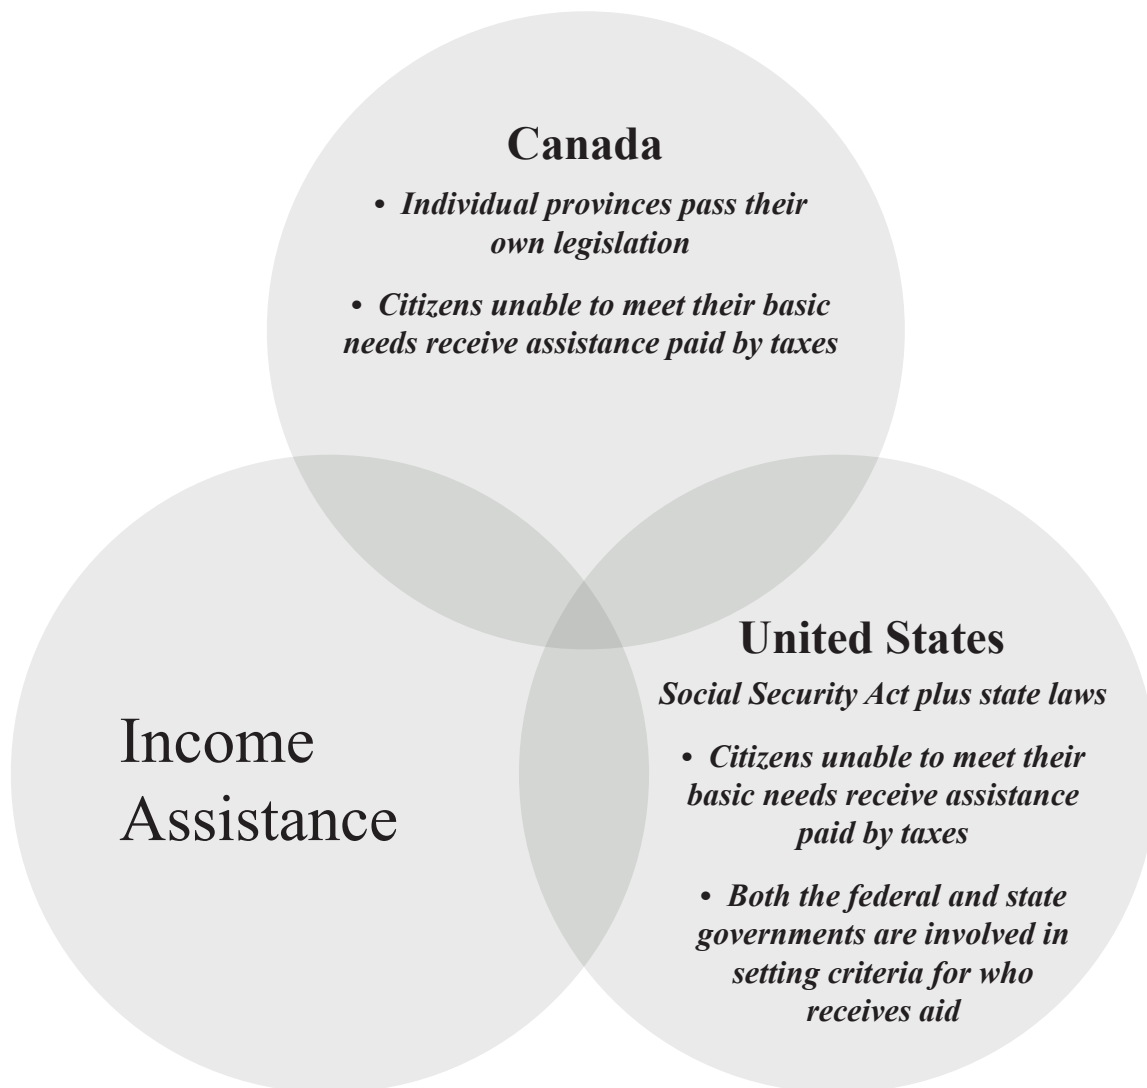 Canada
• Individual provinces pass their
own legislation
• Citizens unable to meet their basic
needs receive assistance paid by taxes
Income
Assistance
United States
Social Security Act plus state laws
• Citizens unable to meet their
basic needs receive assistance
paid by taxes
• Both the federal and state
governments are involved in
setting criteria for who
receives aid